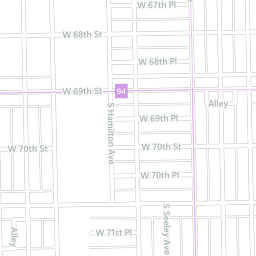 W 67th Pl
W 68th St
W 68th Pl
W 69th St
94
Alley
S Hamilton Ave
W 69th Pl
W 70th St
W 70th St
W 70th Pl
S Seeley Ave
Alley
W 71st Pl